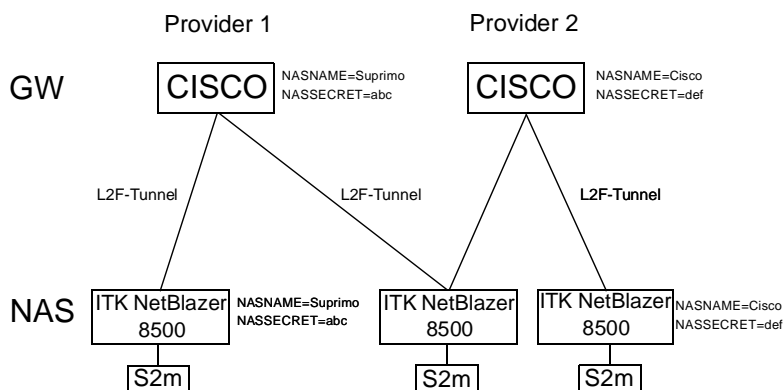 Provider 1
Provider 2
GW
CISCO
NASNAME=Suprimo
NASSECRET=abc
CISCO
NASNAME=Cisco
NASSECRET=def
L2F-Tunnel
L2F-Tunnel
L2F-Tunnel
NAS
ITK NetBlazer
8500
NASNAME=Suprimo
NASSECRET=abc
ITK NetBlazer
8500
ITK NetBlazer
8500
NASNAME=Cisco
NASSECRET=def
S2m
S2m
S2m